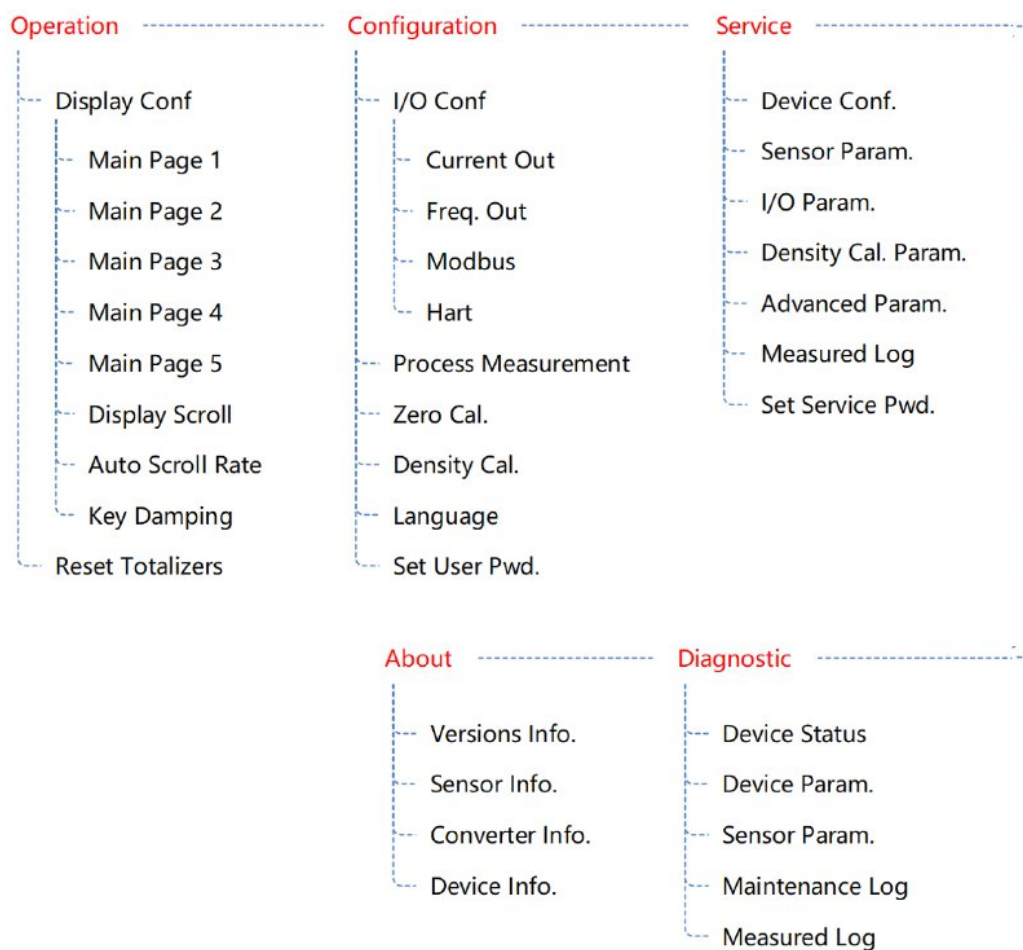 Operation
Display Conf
Main Page 1
Main Page 2
Main Page 3
Main Page 4
Main Page 5
Display Scroll
Auto Scroll Rate
Key Damping
Reset Totalizers
Configuration
I/O Conf
Current Out
Freq. Out
Modbus
Hart
Process Measurement
Zero Cal.
Density Cal.
Language
Set User Pwd.
Service
Device Conf.
Sensor Param.
I/O Param.
Density Cal. Param.
Advanced Param.
Measured Log
Set Service Pwd.
About
Versions Info.
Sensor Info.
Converter Info.
Device Info.
Diagnostic
Device Status
Device Param.
Sensor Param.
Maintenance Log
Measured Log